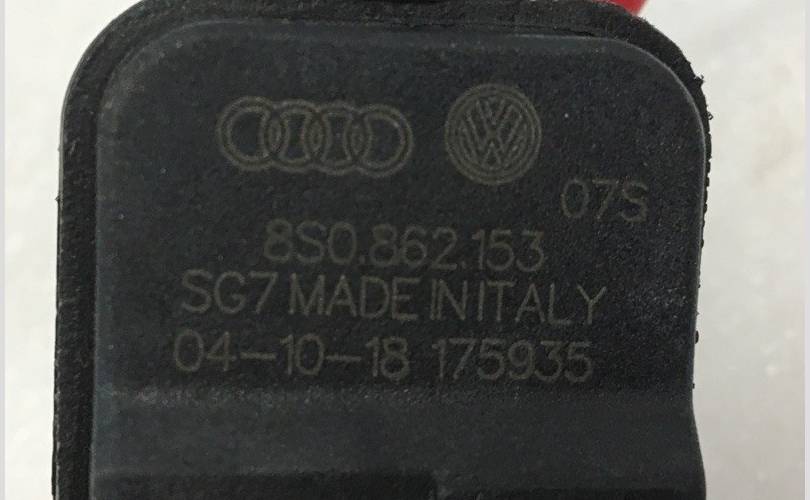 07S
8S0.862.153
SG7 MADE IN ITALY
04-10-18 175935